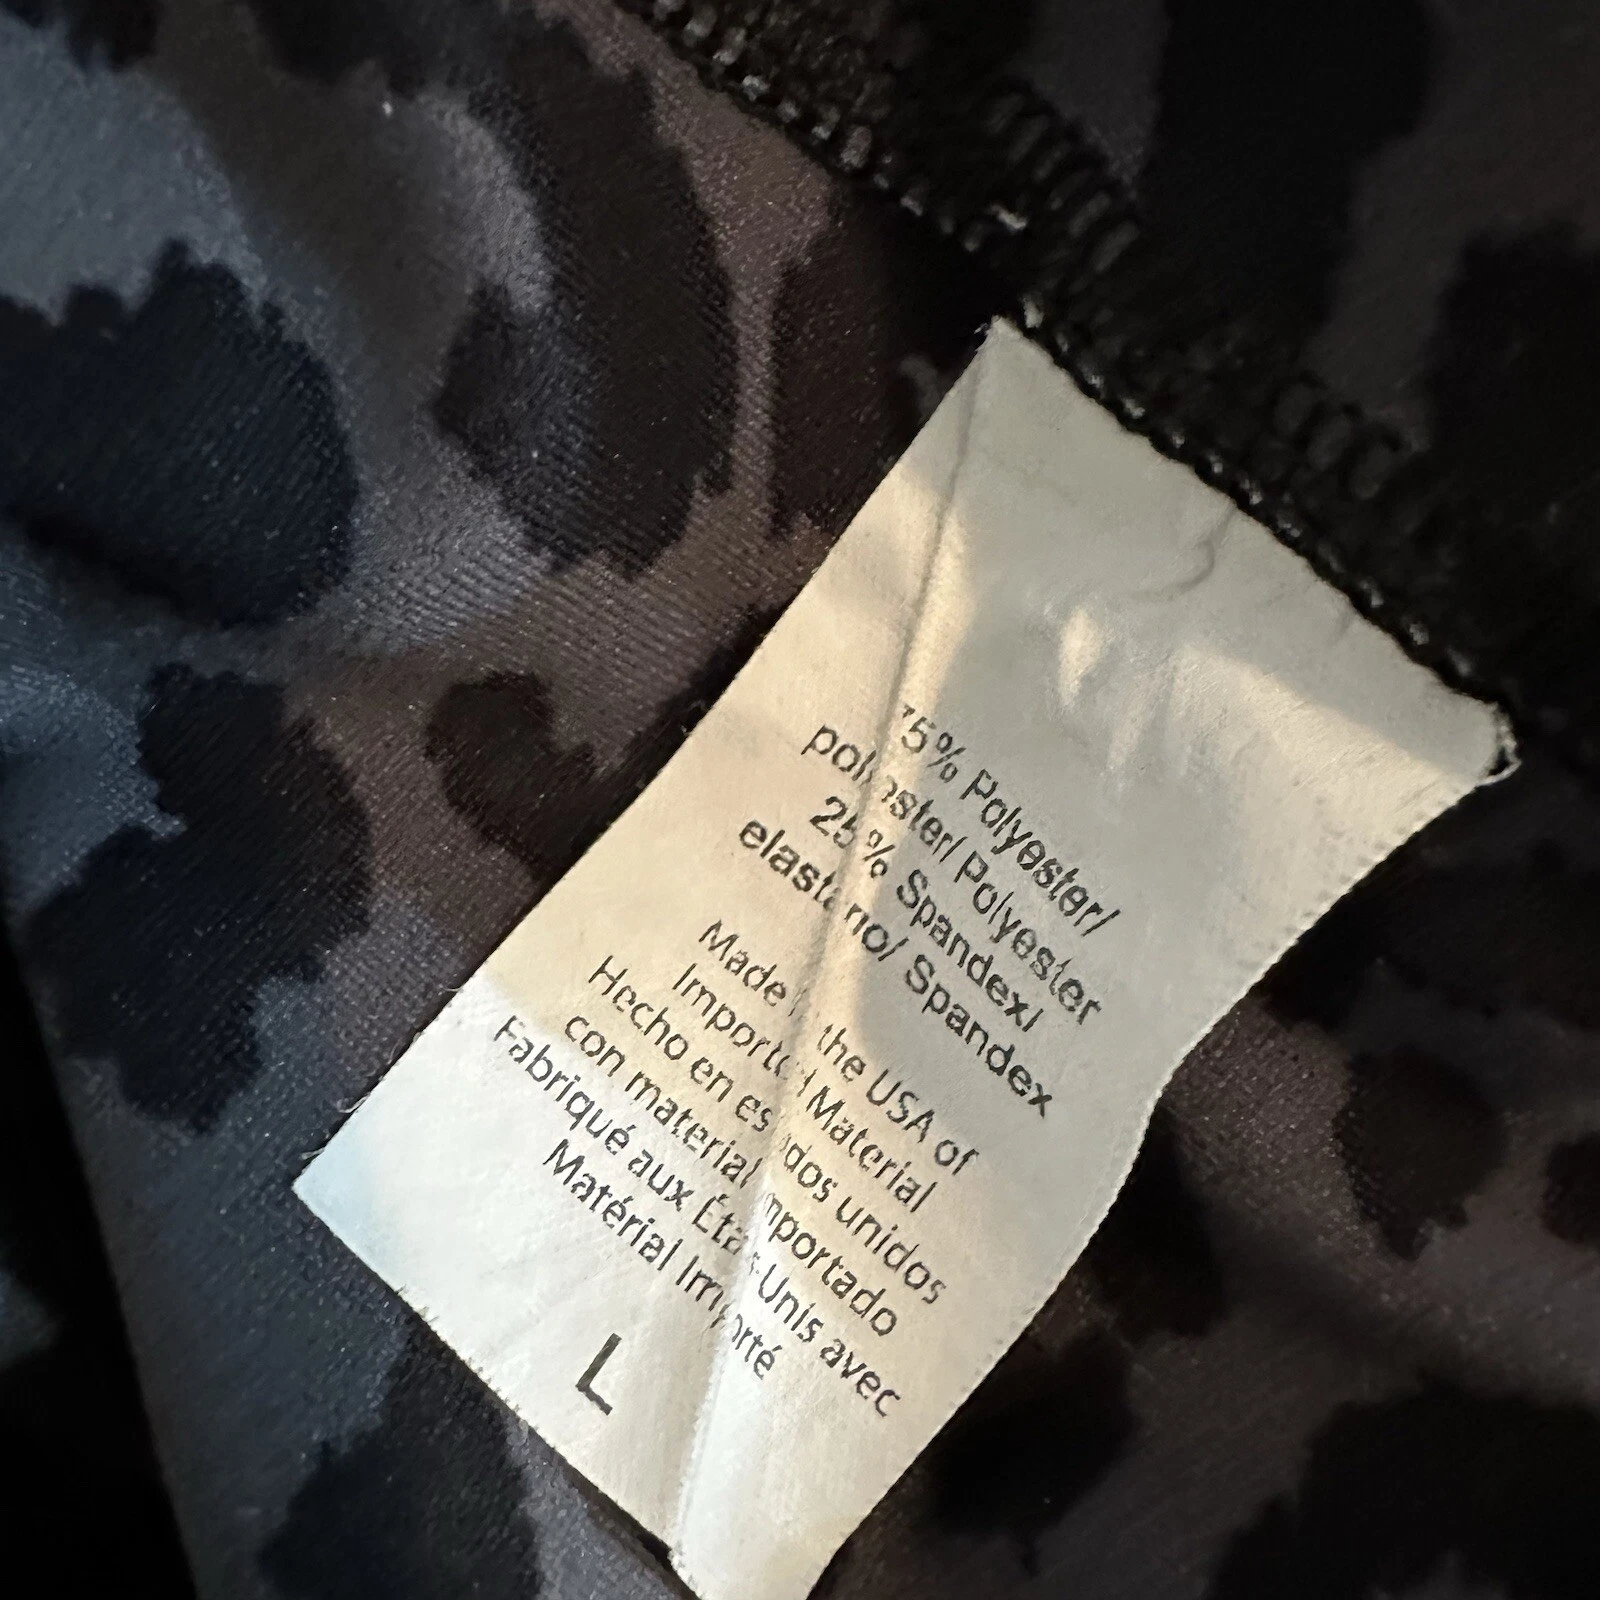 75% Polyester/
poliester/ Polyester
25% Spandex/
elastano/ Spandex
Made in the USA of
Imported Material
Hecho en estados unidos
con material importado
Fabriqué aux États-Unis avec
Matérial Importé
L